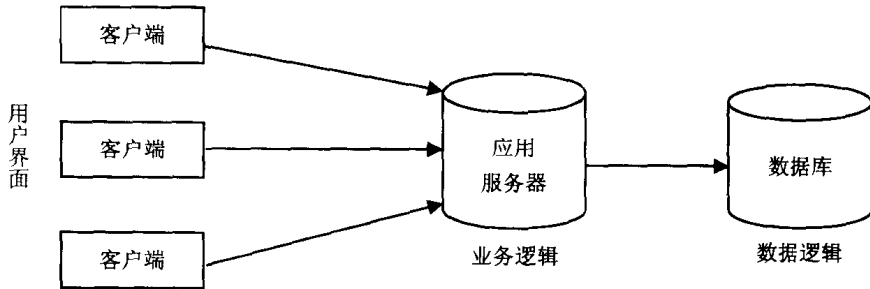 客户端
用户界面
客户端
客户端
应用
服务器
业务逻辑
数据库
数据逻辑